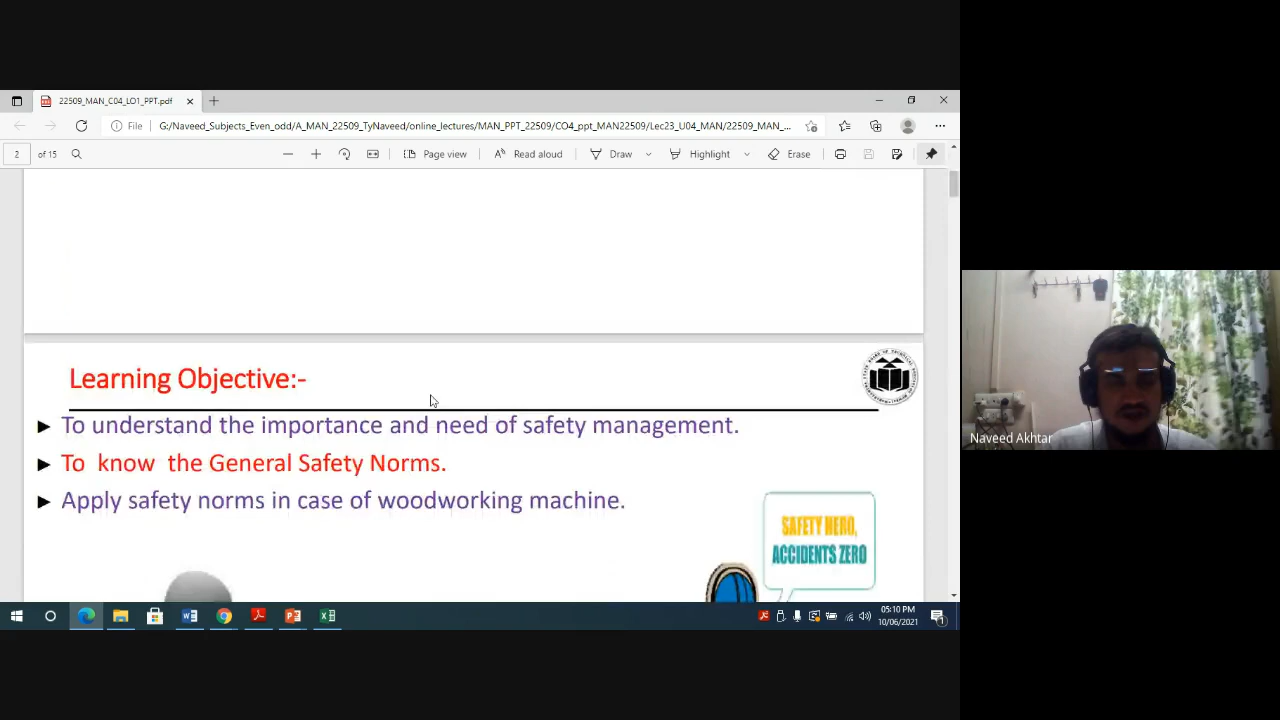 22509_MAN_C04_LO1_PPT.pdf
File
G:/Naveed_Subjects_Even_odd/A_MAN_22509_TyNaveed/online_lectures/MAN_PPT_22509/CO4_ppt_MAN22509/Lec23_U04_MAN/22509_MAN_...
2 of 15
Page view
Read aloud
Draw
Highlight
Erase
Learning Objective:-
► To understand the importance and need of safety management.
► To know the General Safety Norms.
► Apply safety norms in case of woodworking machine.
SAFETY HERO,
ACCIDENTS ZERO
Naveed Akhtar
05:10 PM
10/06/2021
1